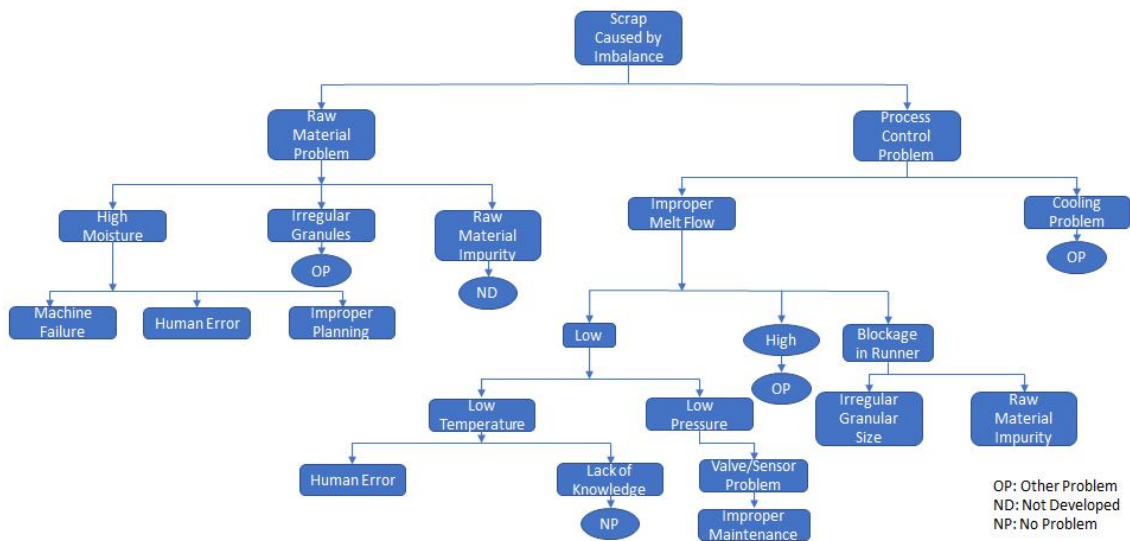 Scrap
Caused by
Imbalance
Raw
Material
Problem
Process
Control
Problem
High
Moisture
Irregular
Granules
Raw
Material
Impurity
Improper
Melt Flow
Cooling
Problem
OP
ND
OP
Machine
Failure
Human Error
Improper
Planning
Low
High
Blockage
in Runner
OP
Low
Temperature
Low
Pressure
Irregular
Granular
Size
Raw
Material
Impurity
Human Error
Lack of
Knowledge
Valve/Sensor
Problem
NP
Improper
Maintenance
OP: Other Problem
ND: Not Developed
NP: No Problem